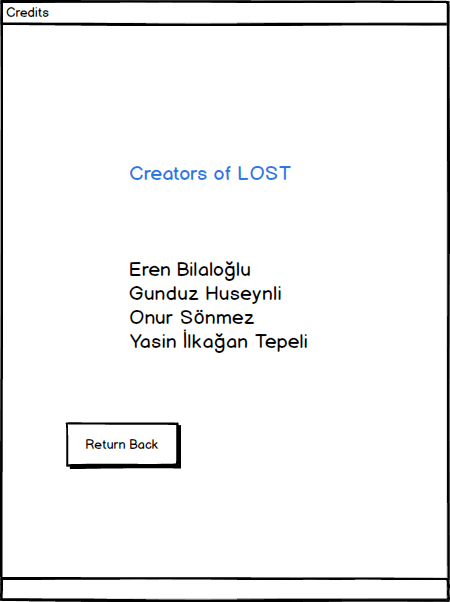 Credits
Creators of LOST
Eren Bilaloğlu
Gunduz Huseynli
Onur Sönmez
Yasin İlkağan Tepeli
Return Back